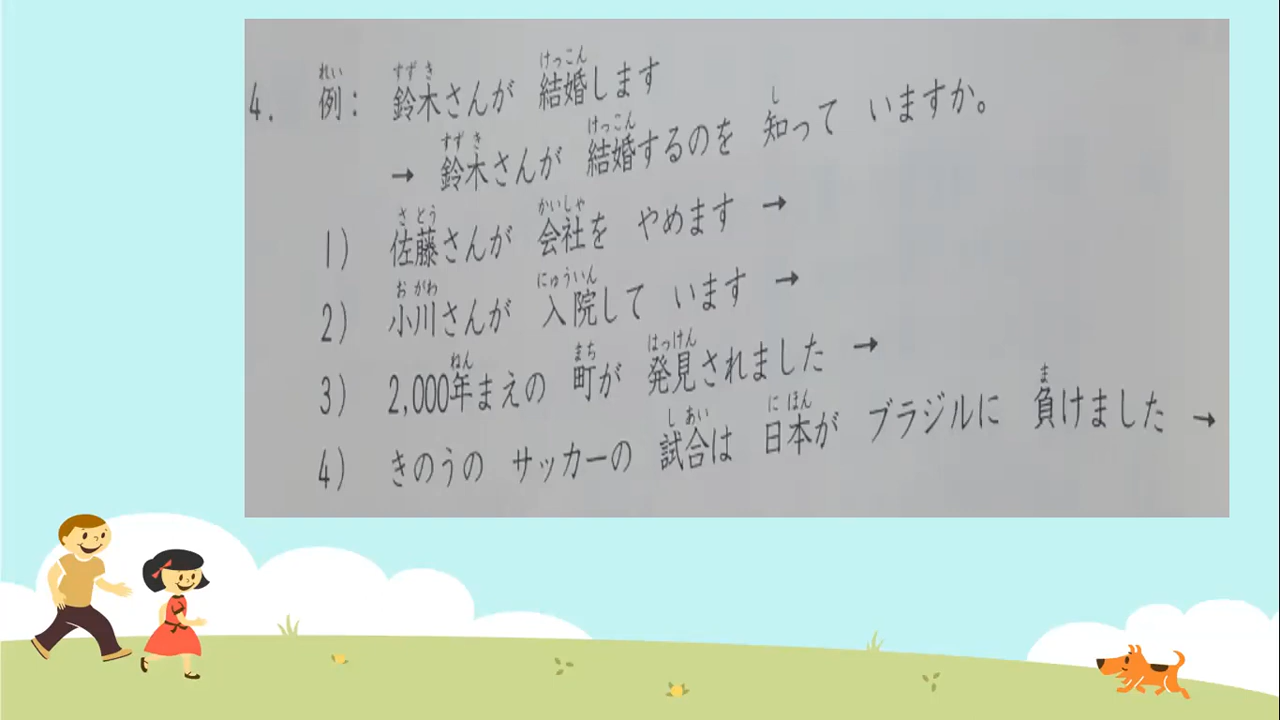 4. 例: 鈴木さんが 結婚します
→ 鈴木さんが 結婚するのを 知って いますか。
1) 佐藤さんが 会社を やめます →
2) 小川さんが 入院して います →
3) 2,000年まえの 町が 発見されました →
4) きのうの サッカーの 試合は 日本が ブラジルに 負けました →